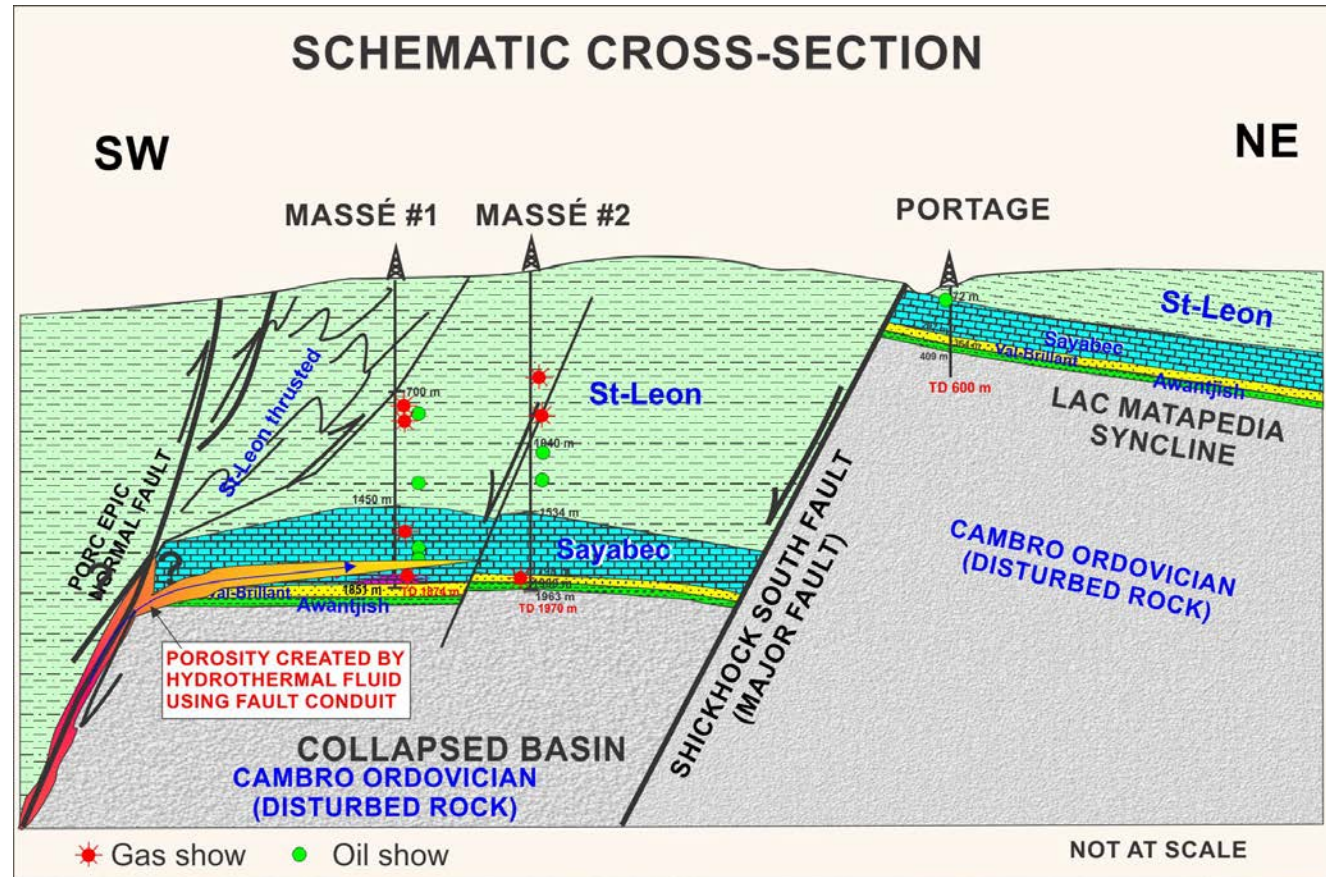 SCHEMATIC CROSS-SECTION
SW
NE
MASSÉ #1
MASSÉ #2
PORTAGE
72 m
St-Leon
Sayabec
Val-Brillant
409 m
Awantjish
TD 600 m
LAC MATAPEDIA
SYNCLINE
St-Leon thrusted
700 m
St-Leon
1040 m
1450 m
1534 m
PORC EPIC
NORMAL FAULT
?
?
Sayabec
Val-Brillant
1851 m
TD 1874 m
Awantjish
1963 m
TD 1970 m
SHICKHOCK SOUTH FAULT
(MAJOR FAULT)
CAMBRO ORDOVICIAN
(DISTURBED ROCK)
POROSITY CREATED BY
HYDROTHERMAL FLUID
USING FAULT CONDUIT
COLLAPSED BASIN
CAMBRO ORDOVICIAN
(DISTURBED ROCK)
Gas show
Oil show
NOT AT SCALE